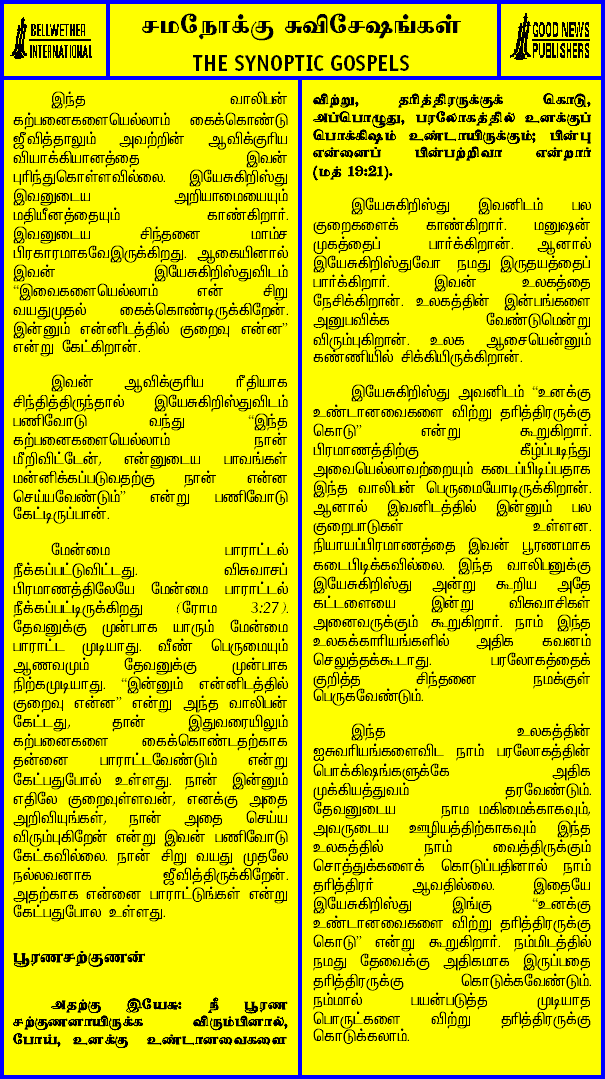 BELLWETHER
INTERNATIONAL
சமநோக்கு சுவிசேஷங்கள்
THE SYNOPTIC GOSPELS
GOOD NEWS
PUBLISHERS
இந்த வாலிபன்
கற்பனைகளையெல்லாம் கைக்கொண்டு
ஜீவித்தாலும் அவற்றின் ஆவிக்குரிய
வியாக்கியானத்தை இவன்
புரிந்துகொள்ளவில்லை. இயேசுகிறிஸ்து
இவனுடைய அறியாமையையும்
மதியீனத்தையும் காண்கிறார்.
இவனுடைய சிந்தனை மாம்ச
பிரகாரமாகவேஇருக்கிறது. ஆகையினால்
இவன் இயேசுகிறிஸ்துவிடம்
“இவைகளையெல்லாம் என் சிறு
வயதுமுதல் கைக்கொண்டிருக்கிறேன்.
இன்னும் என்னிடத்தில் குறைவு என்ன”
என்று கேட்கிறான்.
இவன் ஆவிக்குரிய ரீதியாக
சிந்தித்திருந்தால் இயேசுகிறிஸ்துவிடம்
பணிவோடு வந்து “இந்த
கற்பனைகளையெல்லாம் நான்
மீறிவிட்டேன், என்னுடைய பாவங்கள்
மன்னிக்கப்படுவதற்கு நான் என்ன
செய்யவேண்டும்” என்று பணிவோடு
கேட்டிருப்பான்.
மேன்மை பாராட்டல்
நீக்கப்பட்டுவிட்டது. விசுவாசப்
பிரமாணத்திலேயே மேன்மை பாராட்டல்
நீக்கப்பட்டிருக்கிறது (ரோம 3:27).
தேவனுக்கு முன்பாக யாரும் மேன்மை
பாராட்ட முடியாது. வீண் பெருமையும்
ஆணவமும் தேவனுக்கு முன்பாக
நிற்கமுடியாது. “இன்னும் என்னிடத்தில்
குறைவு என்ன” என்று அந்த வாலிபன்
கேட்டது, தான் இதுவரையிலும்
கற்பனைகளை கைக்கொண்டதற்காக
தன்னை பாராட்டவேண்டும் என்று
கேட்பதுபோல் உள்ளது. நான் இன்னும்
எதிலே குறைவுள்ளவன், எனக்கு அதை
அறிவியுங்கள், நான் அதை செய்ய
விரும்புகிறேன் என்று இவன் பணிவோடு
கேட்கவில்லை. நான் சிறு வயது முதலே
நல்லவனாக ஜீவித்திருக்கிறேன்.
அதற்காக என்னை பாராட்டுங்கள் என்று
கேட்பதுபோல உள்ளது.
பூரணசற்குணன்
அதற்கு இயேசு: நீ பூரண
சற்குணனாயிருக்க விரும்பினால்,
போய், உனக்கு உண்டானவைகளை
விற்று, தரித்திரருக்குக் கொடு,
அப்பொழுது, பரலோகத்தில் உனக்குப்
பொக்கிஷம் உண்டாயிருக்கும்; பின்பு
என்னைப் பின்பற்றிவா என்றார்
(மத் 19:21).
இயேசுகிறிஸ்து இவனிடம் பல
குறைகளைக் காண்கிறார். மனுஷன்
முகத்தைப் பார்க்கிறான். ஆனால்
இயேசுகிறிஸ்துவோ நமது இருதயத்தைப்
பார்க்கிறார். இவன் உலகத்தை
நேசிக்கிறான். உலகத்தின் இன்பங்களை
அனுபவிக்க வேண்டுமென்று
விரும்புகிறான். உலக ஆசையென்னும்
கண்ணியில் சிக்கியிருக்கிறான்.
இயேசுகிறிஸ்து அவனிடம் “உனக்கு
உண்டானவைகளை விற்று தரித்திரருக்கு
கொடு” என்று கூறுகிறார்.
பிரமாணத்திற்கு கீழ்ப்படிந்து
அவையெல்லாவற்றையும் கடைப்பிடிப்பதாக
இந்த வாலிபன் பெருமையோடிருக்கிறான்.
ஆனால் இவனிடத்தில் இன்னும் பல
குறைபாடுகள் உள்ளன.
நியாயப்பிரமாணத்தை இவன் பூரணமாக
கடைபிடிக்கவில்லை. இந்த வாலிபனுக்கு
இயேசுகிறிஸ்து அன்று கூறிய அதே
கட்டளையை இன்று விசுவாசிகள்
அனைவருக்கும் கூறுகிறார். நாம் இந்த
உலகக்காரியங்களில் அதிக கவனம்
செலுத்தக்கூடாது. பரலோகத்தைக்
குறித்த சிந்தனை நமக்குள்
பெருகவேண்டும்.
இந்த உலகத்தின்
ஐசுவரியங்களைவிட நாம் பரலோகத்தின்
பொக்கிஷங்களுக்கே அதிக
முக்கியத்துவம் தரவேண்டும்.
தேவனுடைய நாம மகிமைக்காகவும்,
அவருடைய ஊழியத்திற்காகவும் இந்த
உலகத்தில் நாம் வைத்திருக்கும்
சொத்துக்களைக் கொடுப்பதினால் நாம்
தரித்திரர் ஆவதில்லை. இதையே
இயேசுகிறிஸ்து இங்கு “உனக்கு
உண்டானவைகளை விற்று தரித்திரருக்கு
கொடு” என்று கூறுகிறார். நம்மிடத்தில்
நமது தேவைக்கு அதிகமாக இருப்பதை
தரித்திரருக்கு கொடுக்கவேண்டும்.
நம்மால் பயன்படுத்த முடியாத
பொருட்களை விற்று தரித்திரருக்கு
கொடுக்கலாம்.